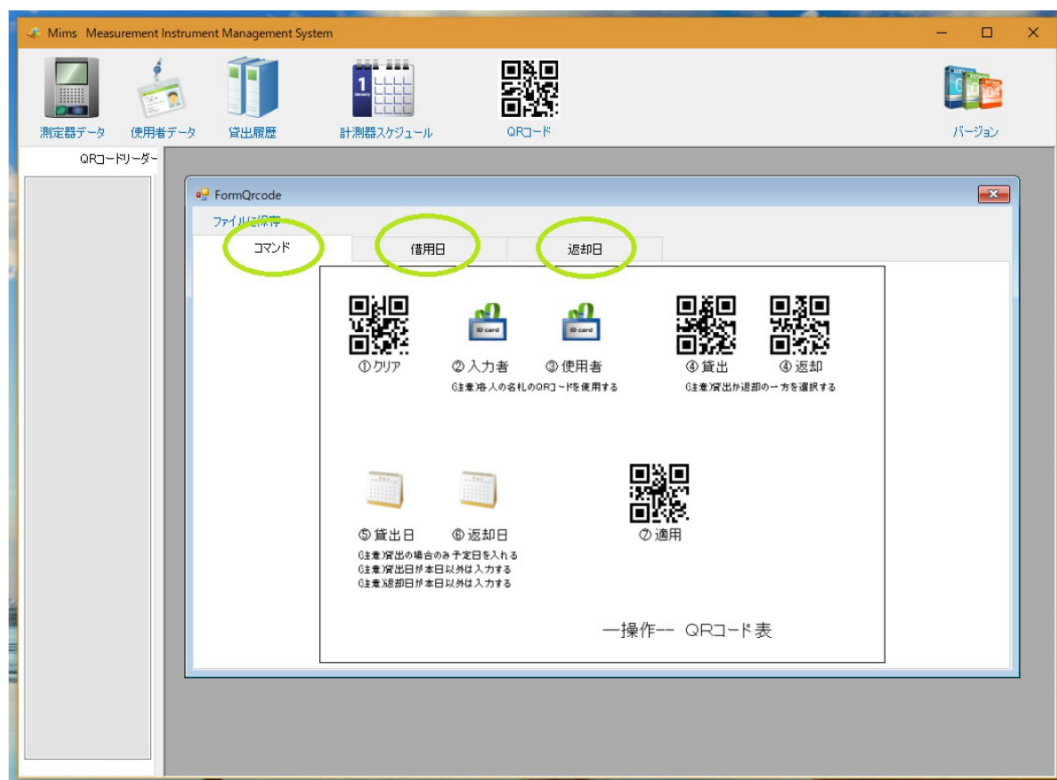 Mims Measurement Instrument Management System
測定器データ 使用者データ 貸出履歴 計測器スケジュール QRコード バージョン
QRコードリーダー
FormQrcode
ファイルに保存
コマンド 借用日 返却日
ID card ID card
①クリア ②入力者 ③使用者 ④貸出 ④返却
(注意)各人の名札のQRコードを使用する (注意)貸出か返却の一方を選択する
⑤貸出日 ⑥返却日 ⑦適用
(注意)貸出の場合のみ予定日を入れる
(注意)貸出日が本日以外は入力する
(注意)返却日が本日以外は入力する
―操作-- QRコード表